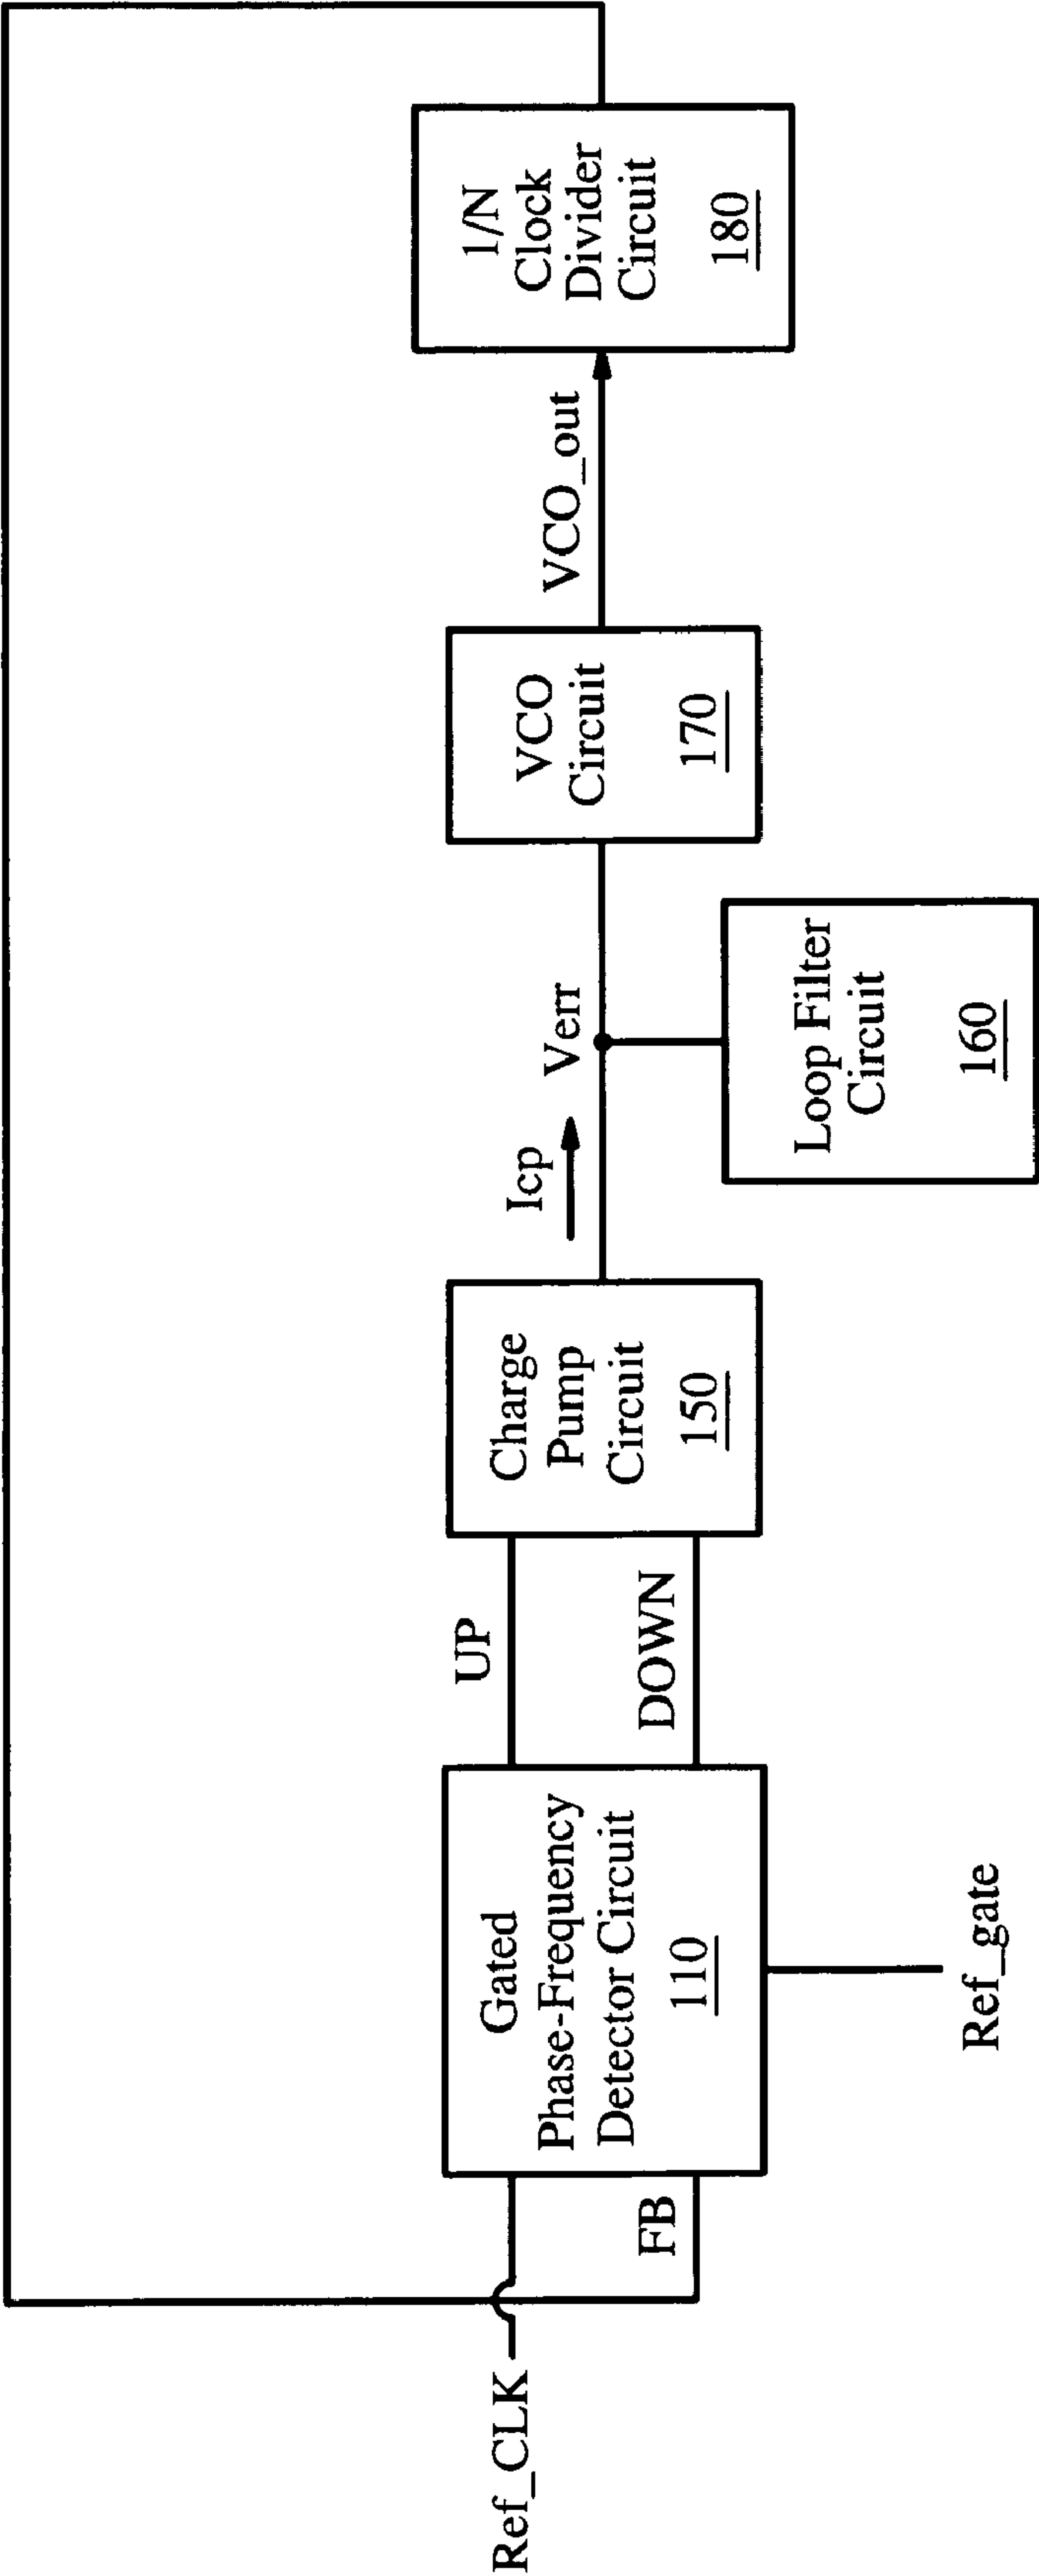 Ref_CLK
FB
Gated
Phase-Frequency
Detector Circuit
110
Ref_gate
UP
DOWN
Charge
Pump
Circuit
150
Icp
Verr
Loop Filter
Circuit
160
VCO
Circuit
170
VCO_out
1/N
Clock
Divider
Circuit
180